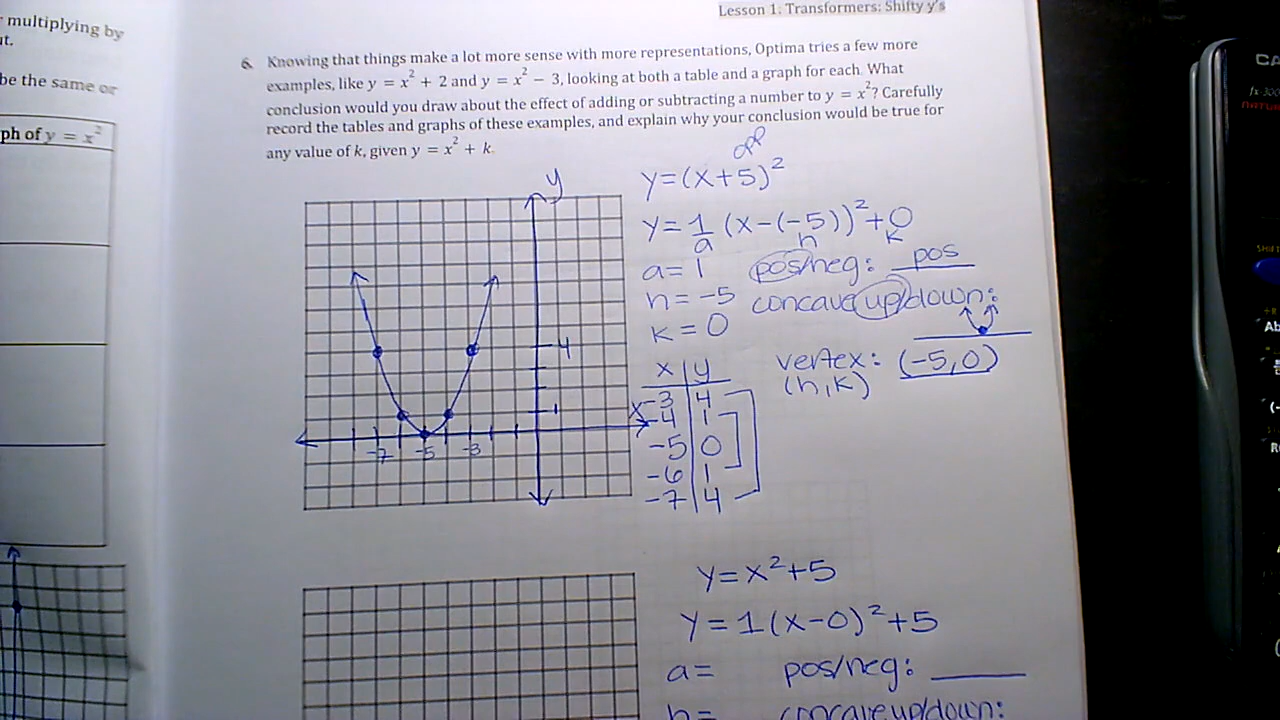 multiplying by
be the same or
ph of y = x²
Lesson 1. Transformers: Shifty y's
6. Knowing that things make a lot more sense with more representations, Optima tries a few more
examples, like y = x² + 2 and y = x² − 3, looking at both a table and a graph for each. What
conclusion would you draw about the effect of adding or subtracting a number to y = x²? Carefully
record the tables and graphs of these examples, and explain why your conclusion would be true for
any value of k, given y = x² + k.
opp
y=(x+5)²
y=1(x-(-5))²+0
a h k
a=1 pos/neg: pos
h=-5 concave up/down:
k=0
vertex: (-5,0)
(h,k)
x y
-3 4
-4 1
-5 0
-6 1
-7 4
y
4
1
x
-7 -5 -3
y=x²+5
y=1(x-0)²+5
a= pos/neg:
h= concave up/down:
CA
SHIF
Ab
(-